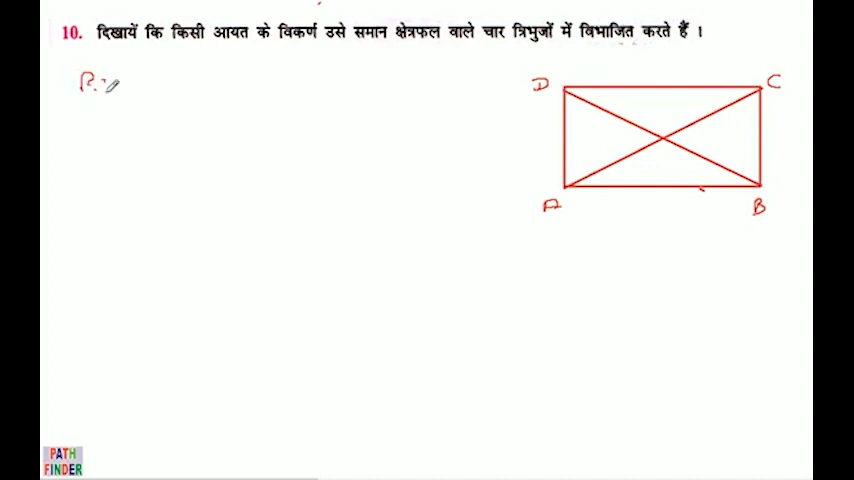 10. दिखायें कि किसी आयत के विकर्ण उसे समान क्षेत्रफल वाले चार त्रिभुजों में विभाजित करते हैं ।
D
C
A
B
PATH
FINDER